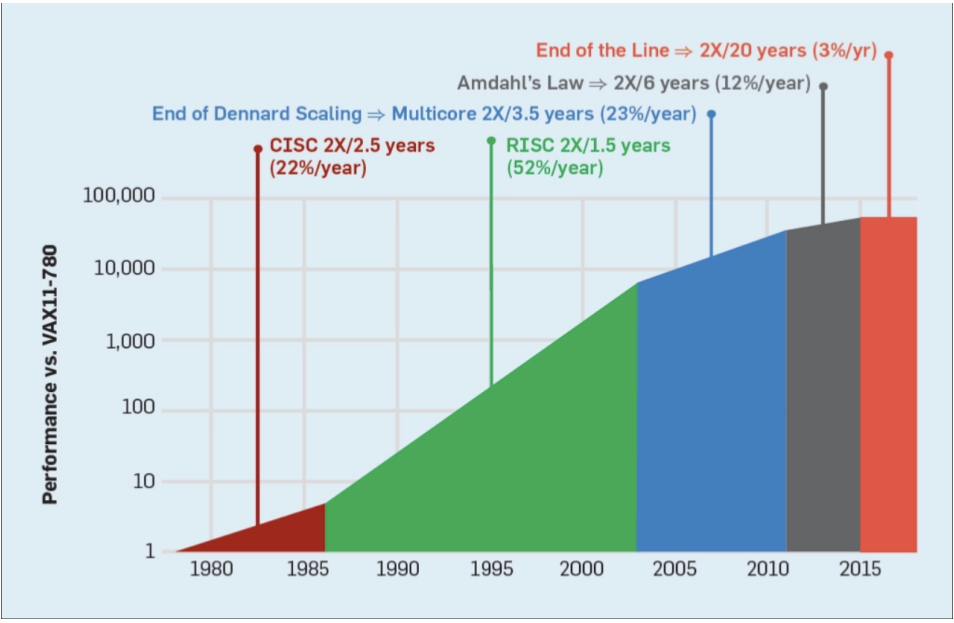 End of the Line ⇒ 2X/20 years (3%/yr)
Amdahl's Law ⇒ 2X/6 years (12%/year)
End of Dennard Scaling ⇒ Multicore 2X/3.5 years (23%/year)
CISC 2X/2.5 years
(22%/year)
RISC 2X/1.5 years
(52%/year)
Performance vs. VAX11-780
100,000
10,000
1,000
100
10
1
1980 1985 1990 1995 2000 2005 2010 2015